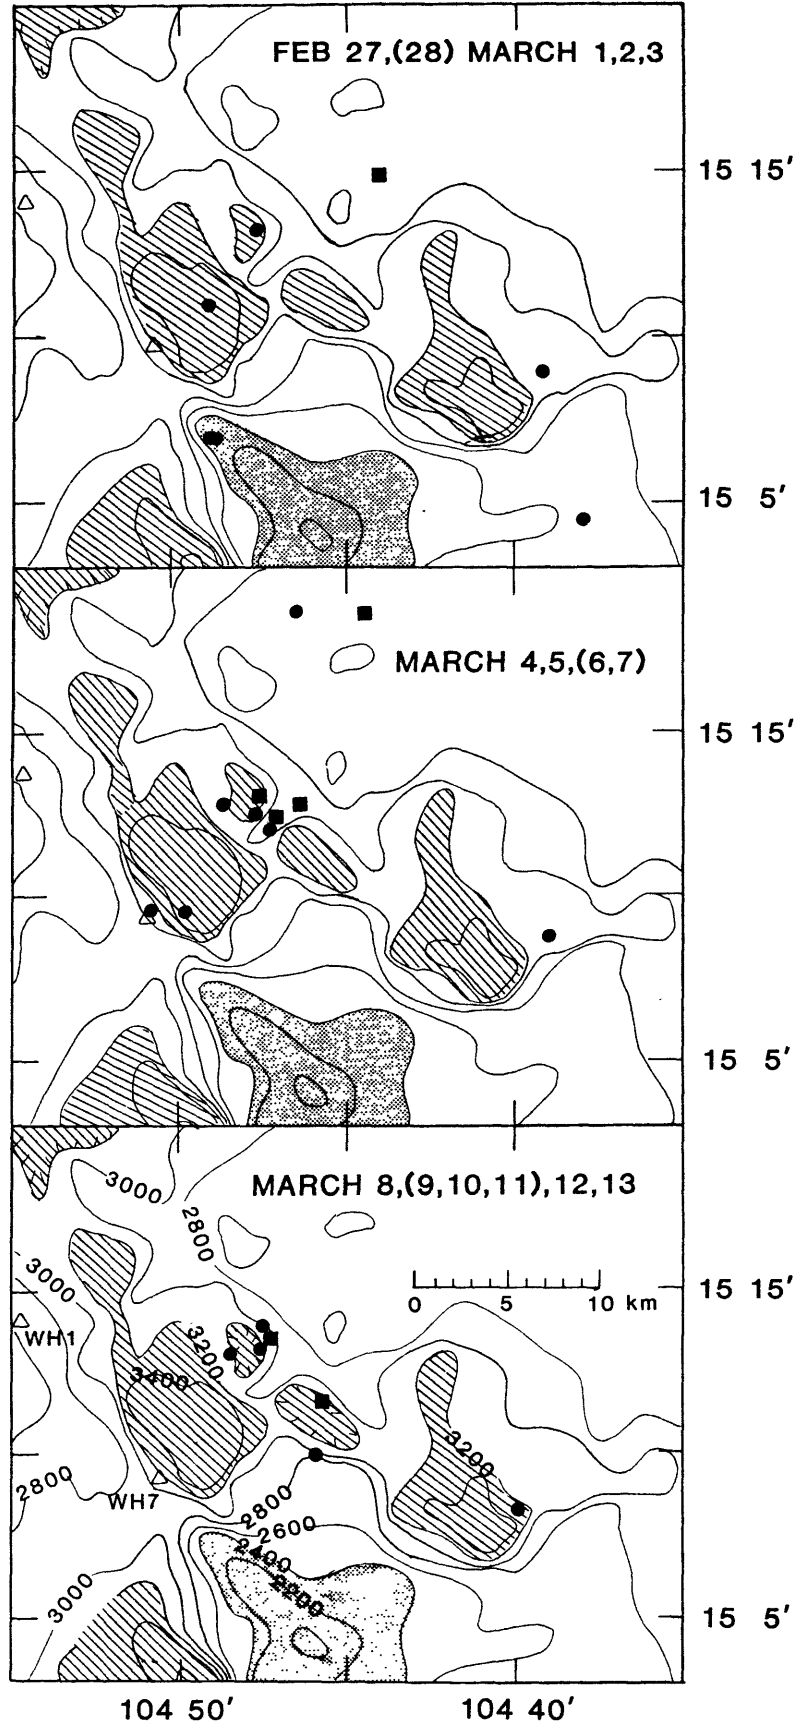 FEB 27,(28) MARCH 1,2,3
15 15′
15 5′
MARCH 4,5,(6,7)
15 15′
15 5′
MARCH 8,(9,10,11),12,13
3000
2800
3000
15 15′
0 5 10 km
WH1
3200
3400
3200
2800
WH7
2800
2600
2400
2200
3000
15 5′
104 50′ 104 40′